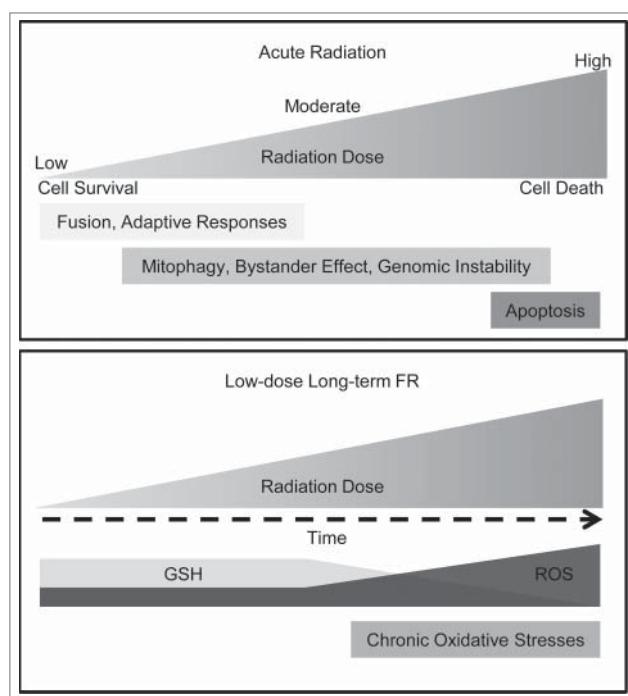 Acute Radiation
High
Moderate
Low
Radiation Dose
Cell Survival
Cell Death
Fusion, Adaptive Responses
Mitophagy, Bystander Effect, Genomic Instability
Apoptosis
Low-dose Long-term FR
Radiation Dose
Time
GSH
ROS
Chronic Oxidative Stresses